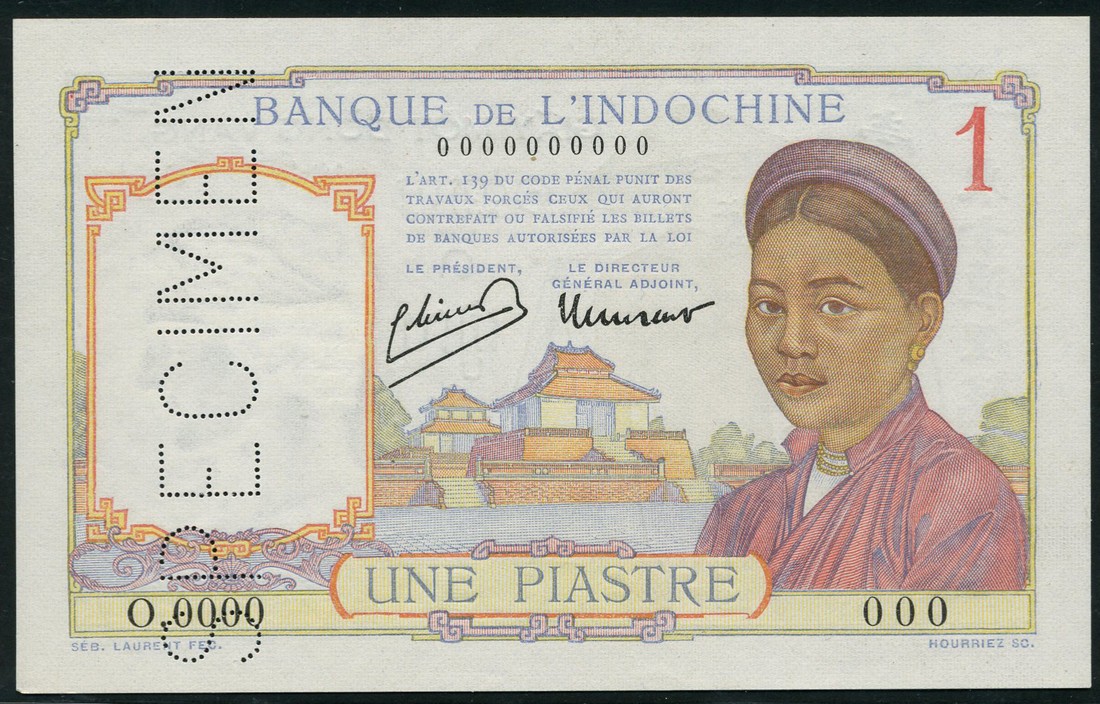 BANQUE DE L'INDOCHINE
1
0000000000
L'ART. 139 DU CODE PÉNAL PUNIT DES
TRAVAUX FORCÉS CEUX QUI AURONT
CONTREFAIT OU FALSIFIÉ LES BILLETS
DE BANQUES AUTORISÉES PAR LA LOI
LE PRÉSIDENT,
LE DIRECTEUR
GÉNÉRAL ADJOINT,
SPECIMEN
UNE PIASTRE
O.0000
000
SÉB. LAURENT FEC.
HOURRIEZ SC.